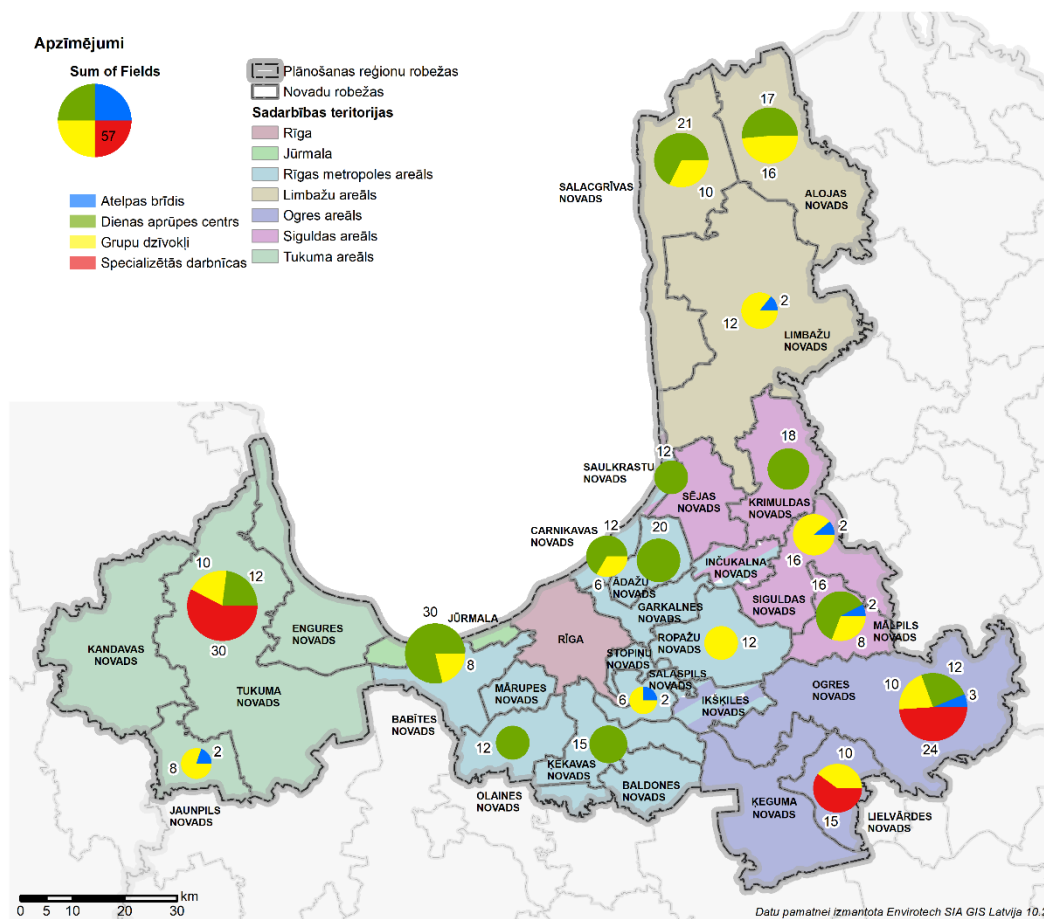 Apzīmējumi
Sum of Fields
57
Atelpas brīdis
Dienas aprūpes centrs
Grupu dzīvokļi
Specializētās darbnīcas
Plānošanas reģionu robežas
Novadu robežas
Sadarbības teritorijas
Rīga
Jūrmala
Rīgas metropoles areāls
Limbažu areāls
Ogres areāls
Siguldas areāls
Tukuma areāls
21
10
SALACGRĪVAS
NOVADS
17
16
ALOJAS
NOVADS
2
12
LIMBAŽU
NOVADS
12
SAULKRASTU
NOVADS
SĒJAS
NOVADS
18
KRIMULDAS
NOVADS
CARNIKAVAS
NOVADS
12
6
20
ĀDAŽU
NOVADS
INČUKALNA
NOVADS
2
16
SIGULDAS
NOVADS
16
2
8
MĀLPILS
NOVADS
GARKALNES
NOVADS
RĪGA
STOPIŅU
NOVADS
ROPAŽU
NOVADS
12
SALASPILS
NOVADS
6
2
IKŠĶILES
NOVADS
OGRES
NOVADS
10
12
3
24
10
15
LIELVĀRDES
NOVADS
ĶEGUMA
NOVADS
30
JŪRMALA
8
MĀRUPES
NOVADS
BABĪTES
NOVADS
12
OLAINES
NOVADS
15
ĶEKAVAS
NOVADS
BALDONES
NOVADS
10
12
30
KANDAVAS
NOVADS
ENGURES
NOVADS
TUKUMA
NOVADS
8
2
JAUNPILS
NOVADS
km
0 5 10 20 30
Datu pamatnei izmantota Envirotech SIA GIS Latvija 10.2